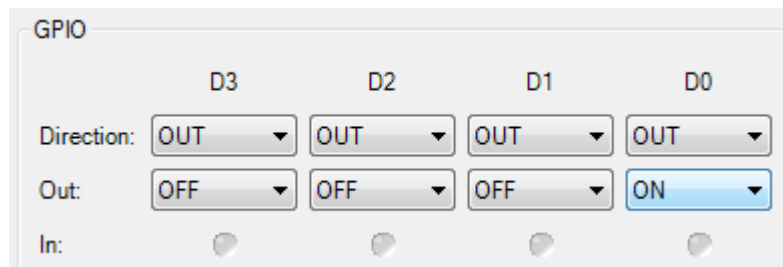 GPIO
D3 D2 D1 D0
Direction: OUT OUT OUT OUT
Out: OFF OFF OFF ON
In: